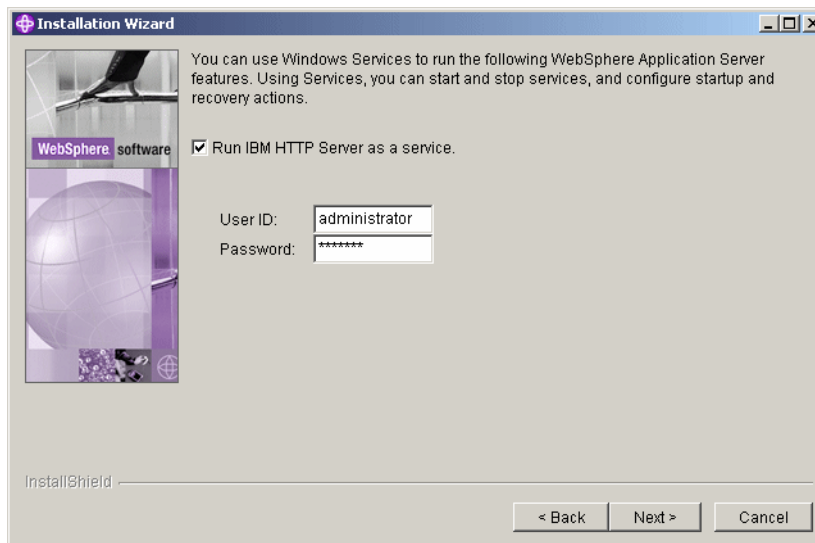 Installation Wizard
You can use Windows Services to run the following WebSphere Application Server
features. Using Services, you can start and stop services, and configure startup and
recovery actions.
WebSphere software
Run IBM HTTP Server as a service.
User ID: administrator
Password: *******
InstallShield
< Back Next > Cancel